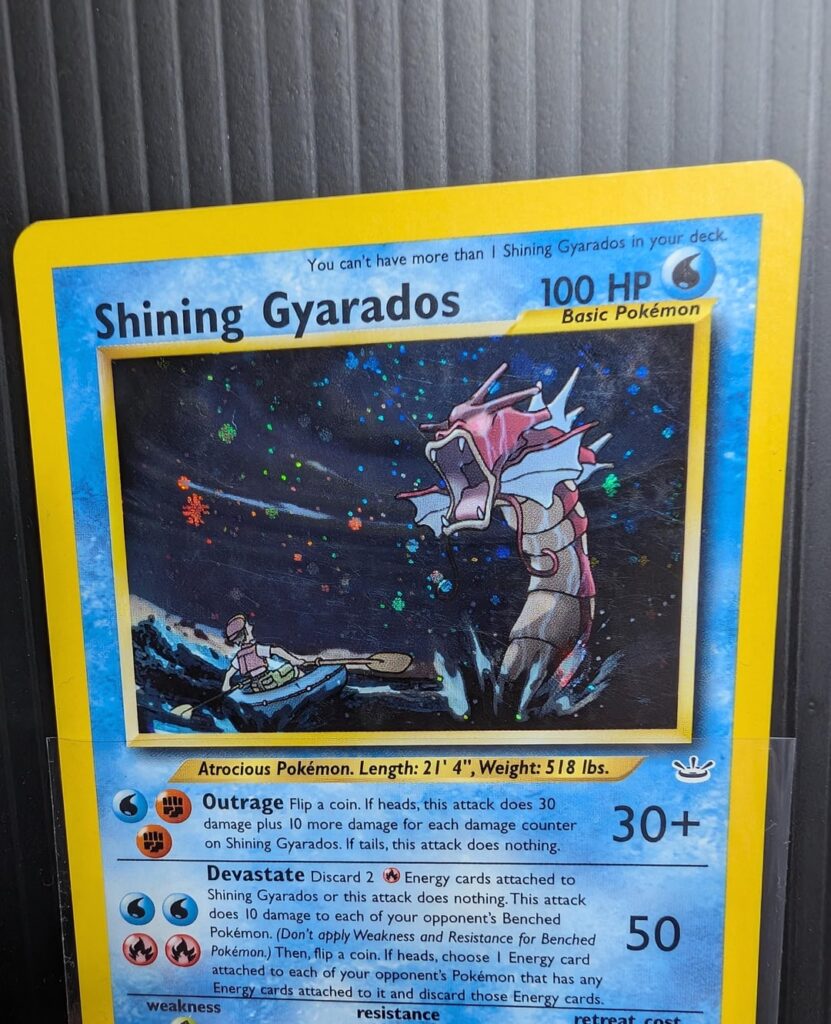 You can't have more than 1 Shining Gyarados in your deck.
Shining Gyarados 100 HP
Basic Pokémon
Atrocious Pokémon. Length: 21' 4", Weight: 518 lbs.
Outrage Flip a coin. If heads, this attack does 30
damage plus 10 more damage for each damage counter
on Shining Gyarados. If tails, this attack does nothing.
30+
Devastate Discard 2 Energy cards attached to
Shining Gyarados or this attack does nothing. This attack
does 10 damage to each of your opponent's Benched
Pokémon. (Don't apply Weakness and Resistance for Benched
Pokémon.) Then, flip a coin. If heads, choose 1 Energy card
attached to each of your opponent's Pokémon that has any
Energy cards attached to it and discard those Energy cards.
50
weakness resistance retreat cost